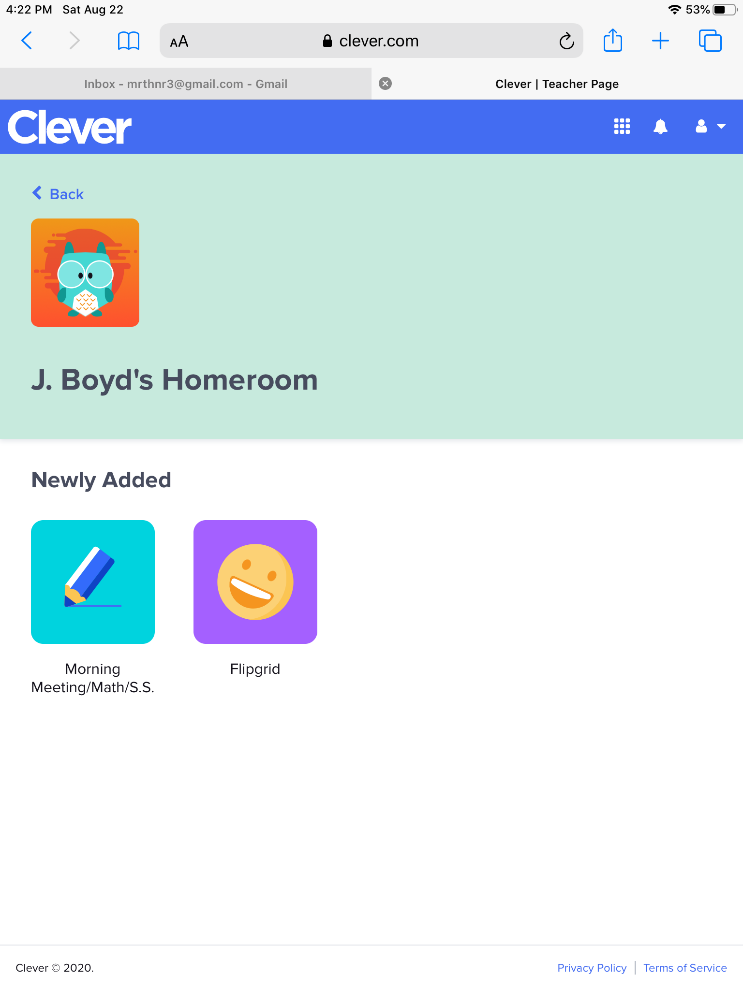 4:22 PM Sat Aug 22
53%
AA
clever.com
Inbox - mrthnr3@gmail.com - Gmail
Clever | Teacher Page
Clever
Back
J. Boyd's Homeroom
Newly Added
Morning
Meeting/Math/S.S.
Flipgrid
Clever © 2020.
Privacy Policy | Terms of Service